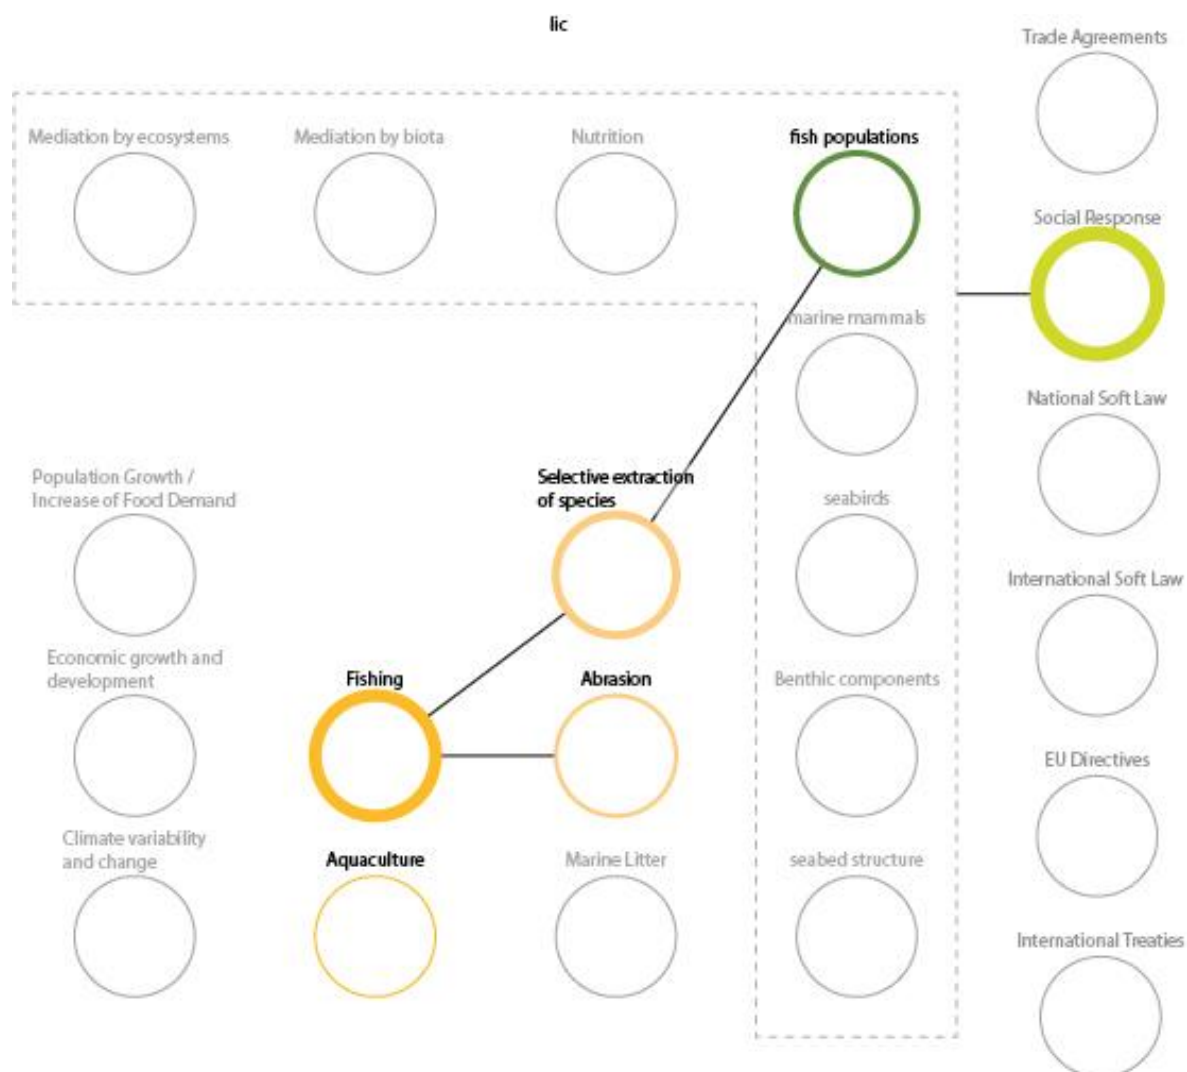 lic
Trade Agreements
Mediation by ecosystems
Mediation by biota
Nutrition
fish populations
Social Response
marine mammals
National Soft Law
Population Growth /
Increase of Food Demand
Selective extraction
of species
seabirds
International Soft Law
Economic growth and
development
Fishing
Abrasion
Benthic components
EU Directives
Climate variability
and change
Aquaculture
Marine Litter
seabed structure
International Treaties